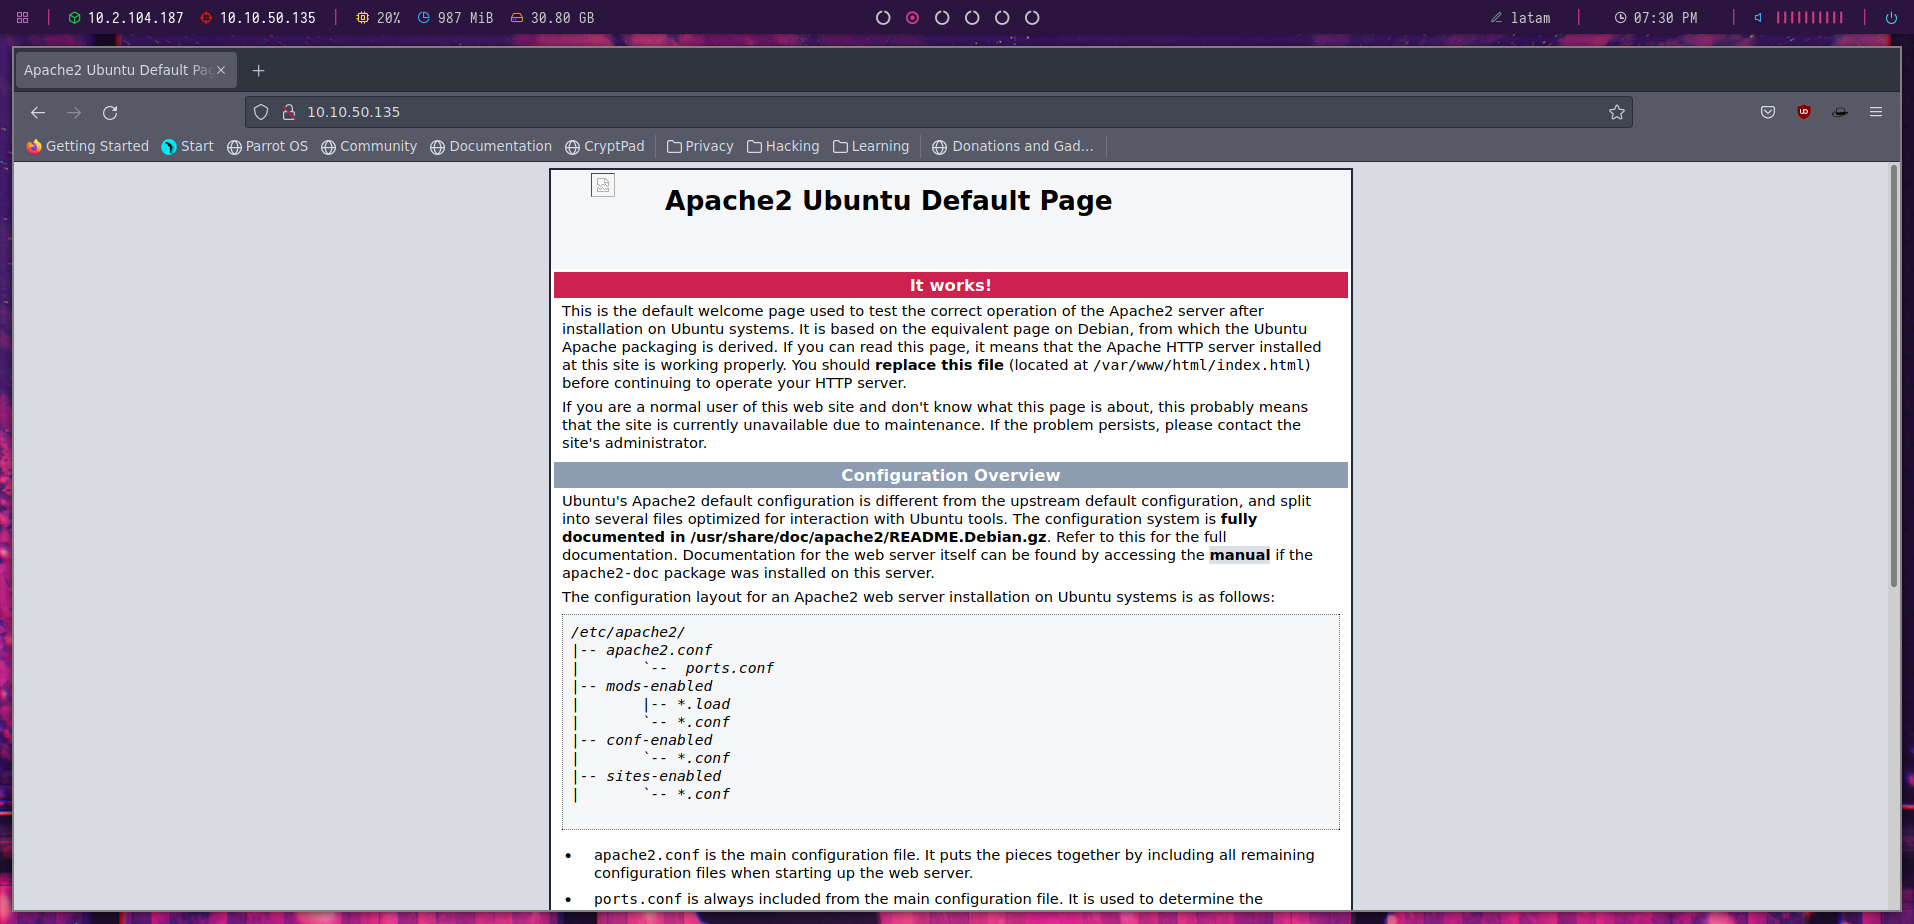 10.2.104.187 10.10.50.135 20% 987 MiB 30.80 GB latam 07:30 PM
Apache2 Ubuntu Default Pag
10.10.50.135
Getting Started Start Parrot OS Community Documentation CryptPad Privacy Hacking Learning Donations and Gad...
Apache2 Ubuntu Default Page
It works!
This is the default welcome page used to test the correct operation of the Apache2 server after
installation on Ubuntu systems. It is based on the equivalent page on Debian, from which the Ubuntu
Apache packaging is derived. If you can read this page, it means that the Apache HTTP server installed
at this site is working properly. You should replace this file (located at /var/www/html/index.html)
before continuing to operate your HTTP server.
If you are a normal user of this web site and don't know what this page is about, this probably means
that the site is currently unavailable due to maintenance. If the problem persists, please contact the
site's administrator.
Configuration Overview
Ubuntu's Apache2 default configuration is different from the upstream default configuration, and split
into several files optimized for interaction with Ubuntu tools. The configuration system is fully
documented in /usr/share/doc/apache2/README.Debian.gz. Refer to this for the full
documentation. Documentation for the web server itself can be found by accessing the manual if the
apache2-doc package was installed on this server.
The configuration layout for an Apache2 web server installation on Ubuntu systems is as follows:
/etc/apache2/
|-- apache2.conf
|       `--  ports.conf
|-- mods-enabled
|       |-- *.load
|       `-- *.conf
|-- conf-enabled
|       `-- *.conf
|-- sites-enabled
|       `-- *.conf
• apache2.conf is the main configuration file. It puts the pieces together by including all remaining
configuration files when starting up the web server.
• ports.conf is always included from the main configuration file. It is used to determine the